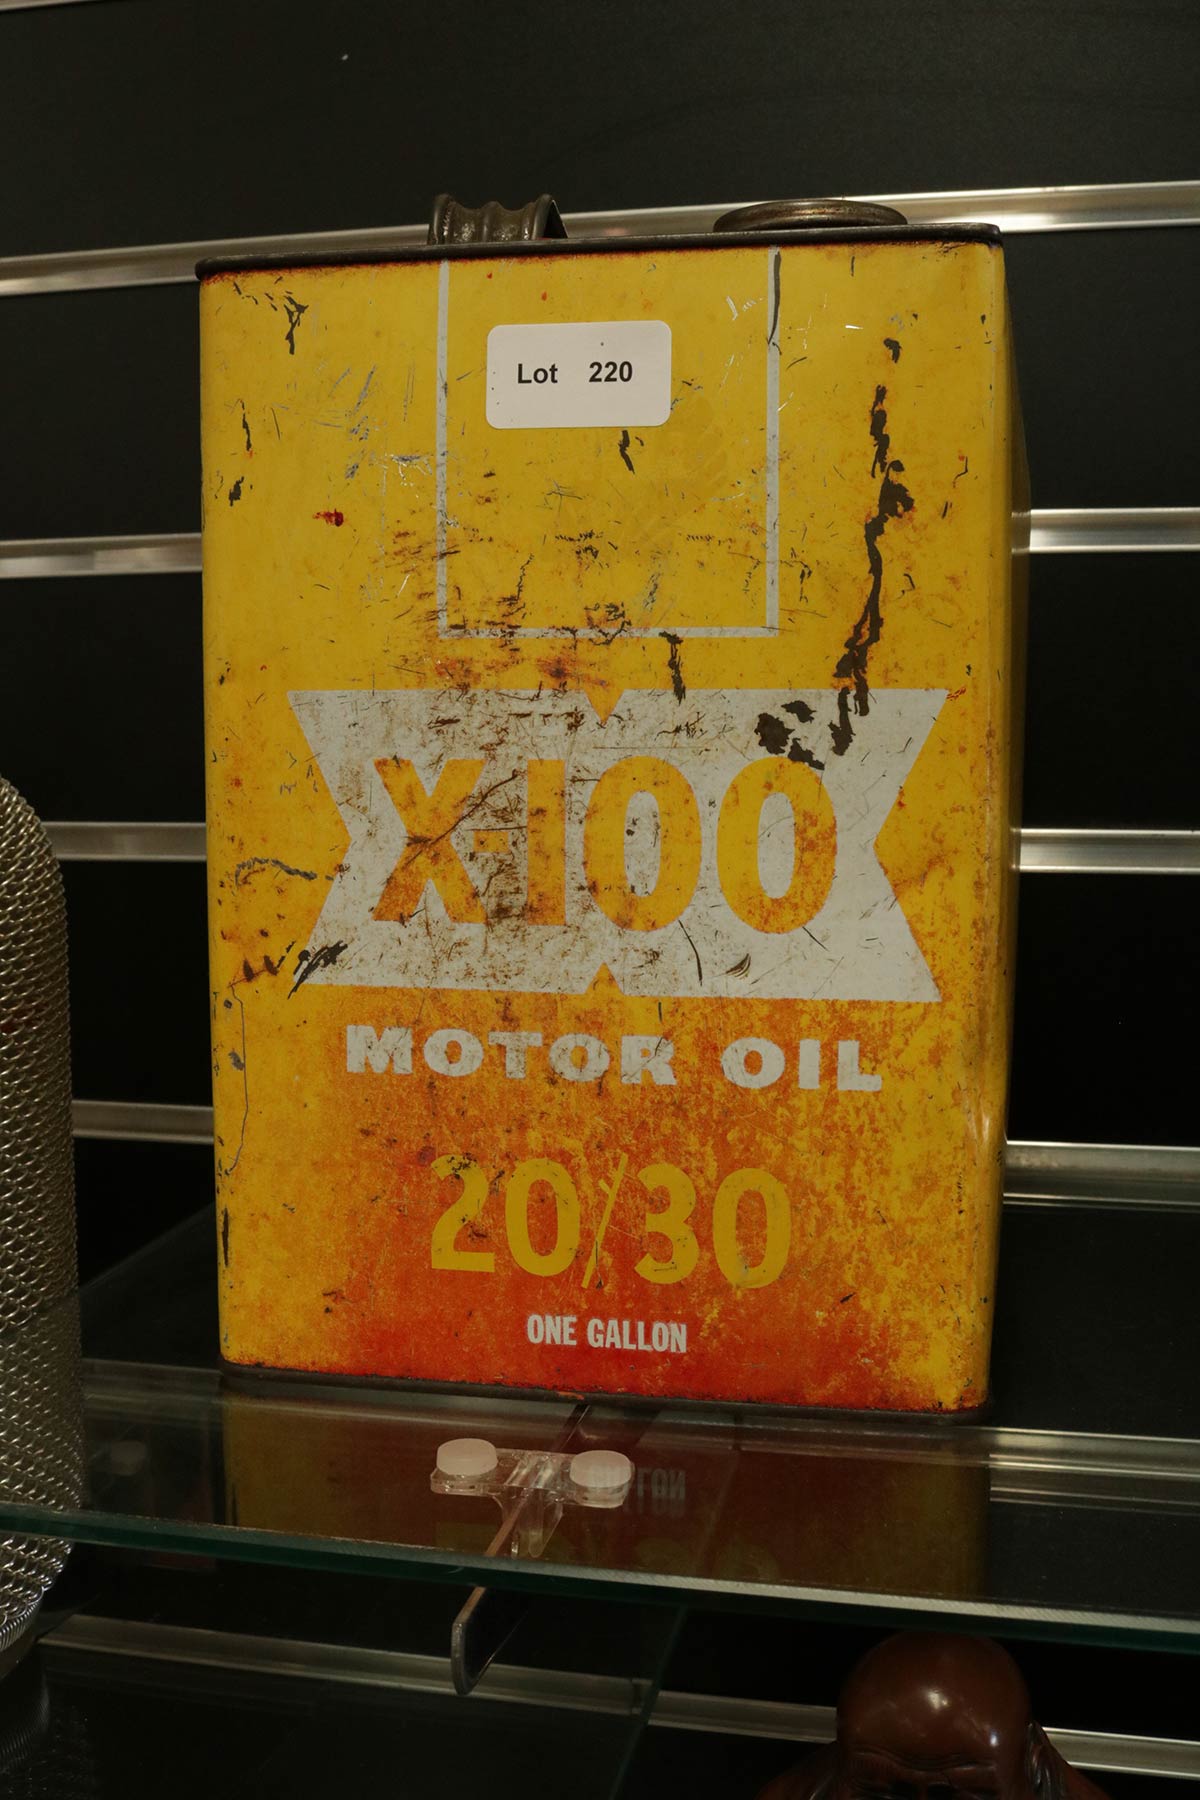 Lot 220
X-100
MOTOR OIL
20/30
ONE GALLON